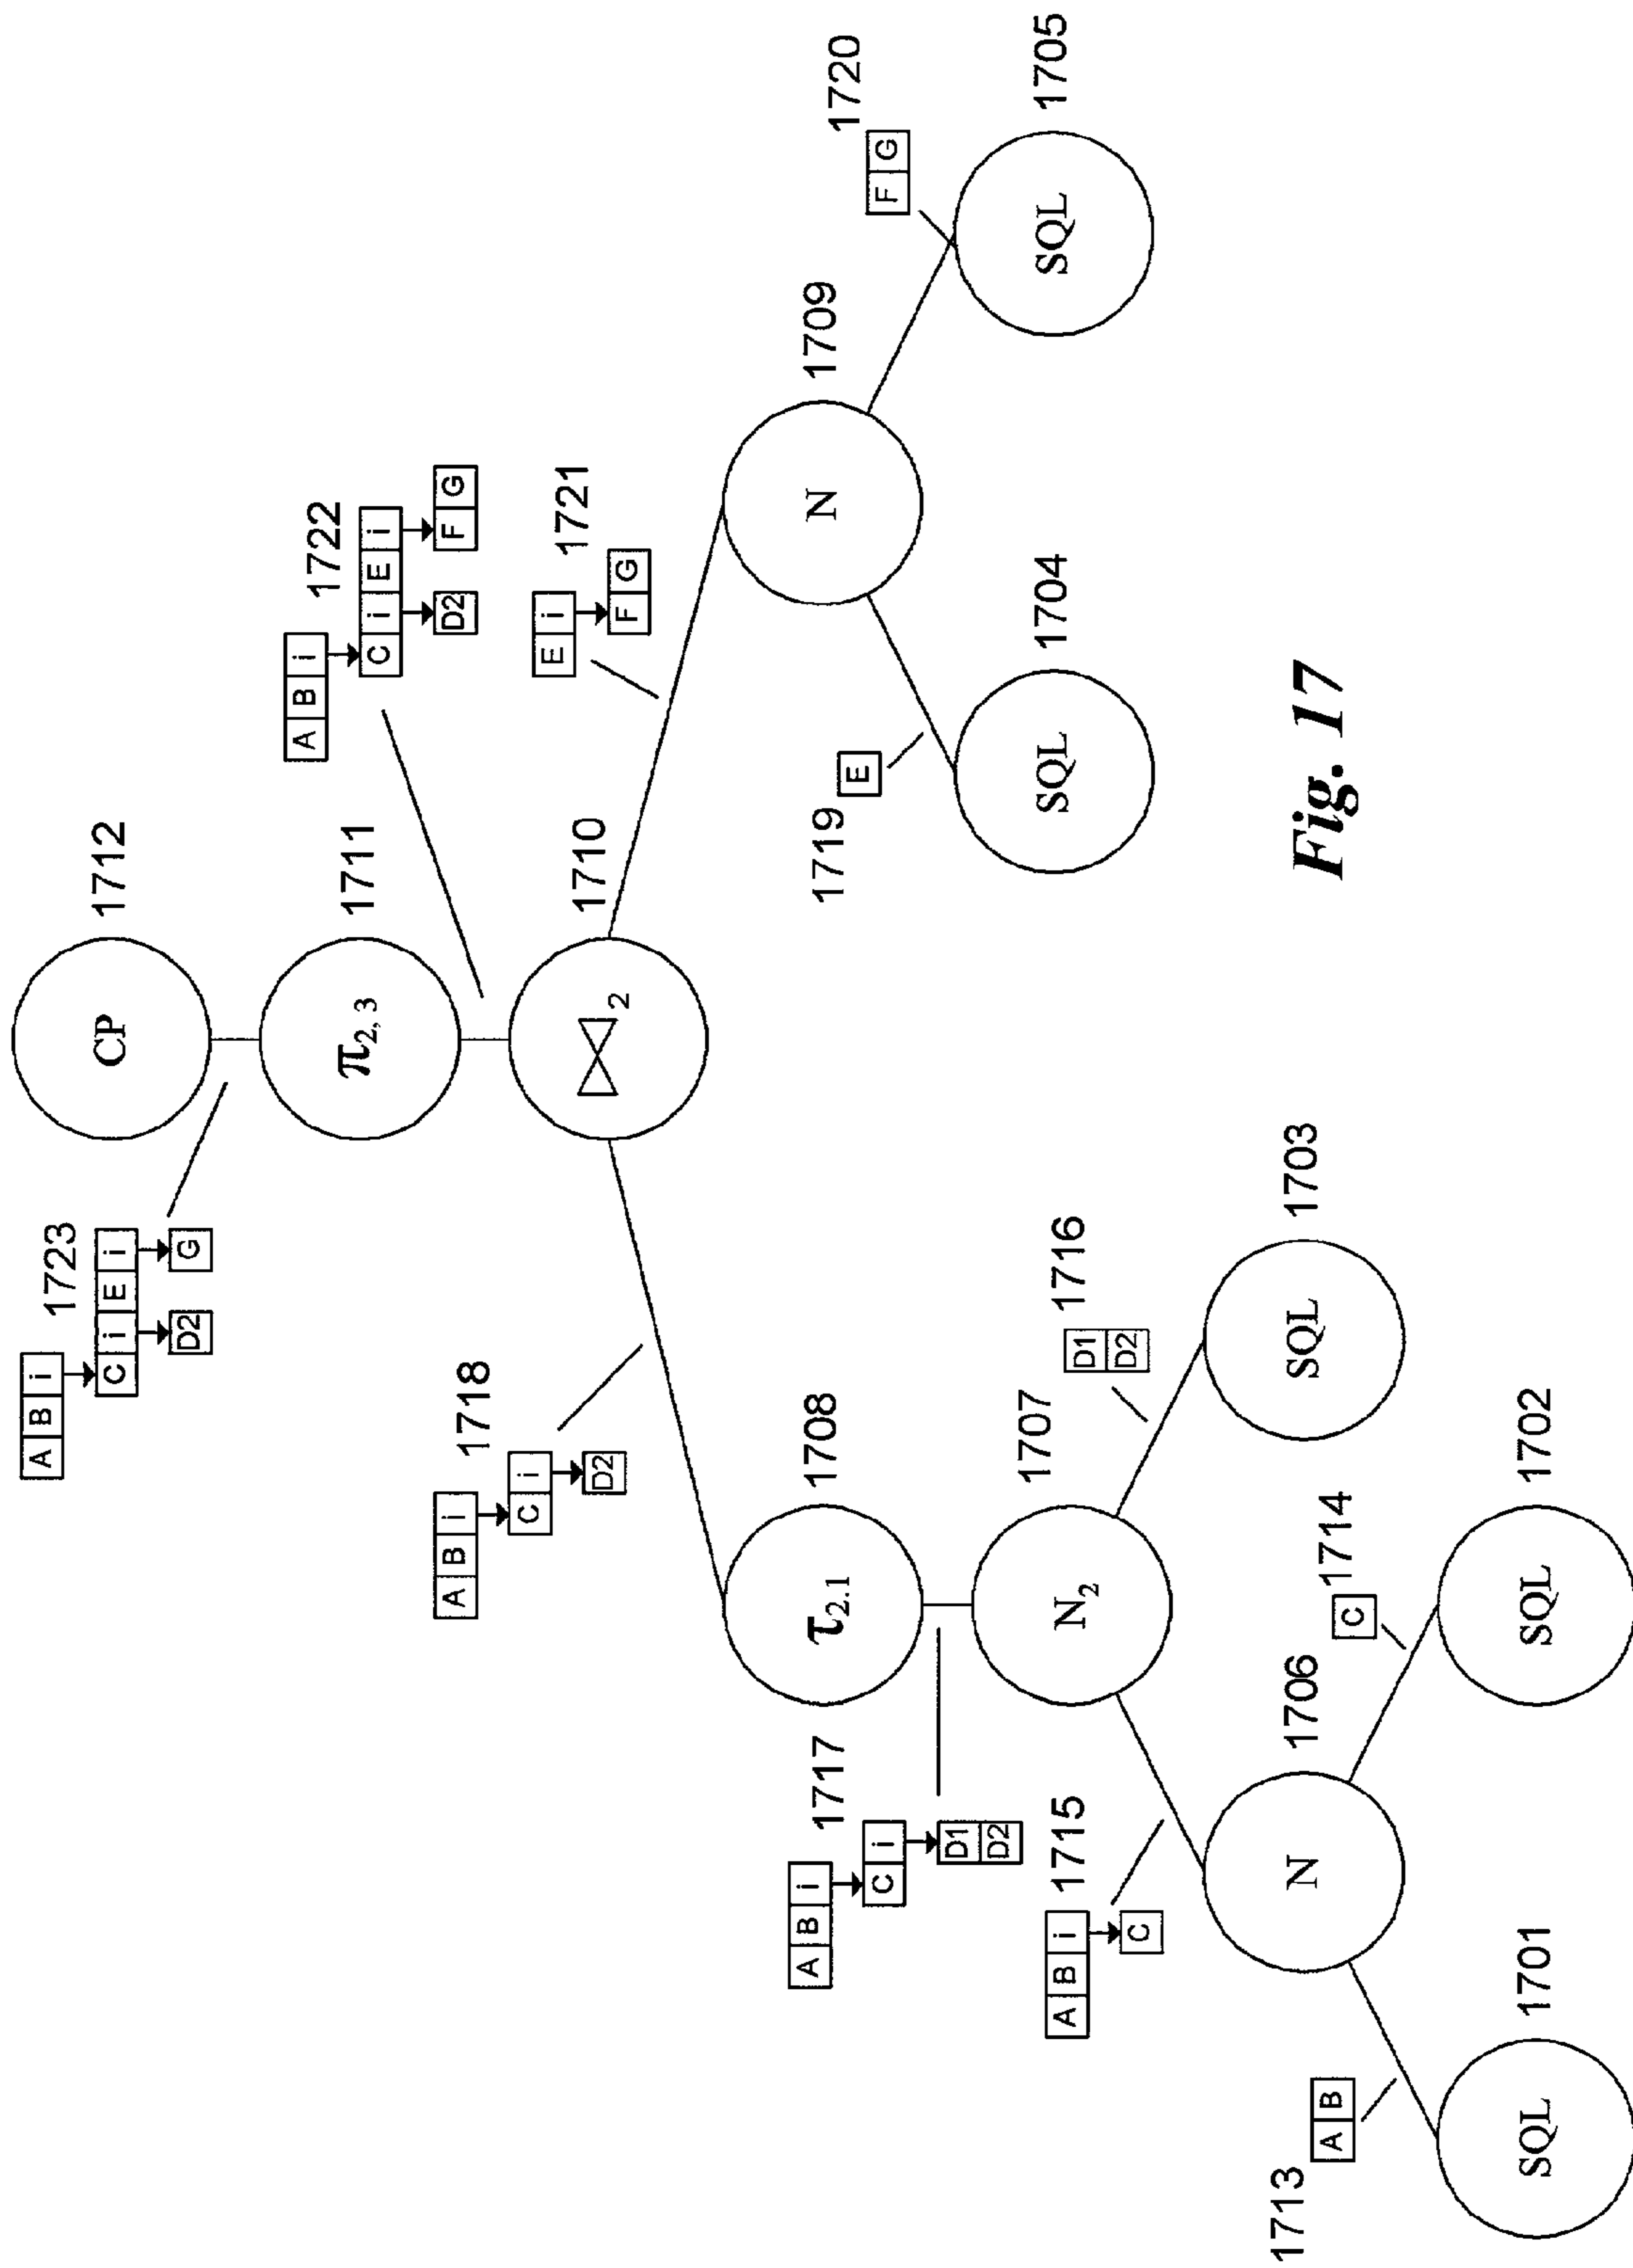 CP 1712
1723
A B i
C i E i
D2 G
π2, 3 1711
1722
A B i
C i E i
D2 F G
⋈2 1710
1718
A B i
C i
D2
1721
E i
F G
τ2.1 1708
N 1709
1717
A B i
C i
D1
D2
N2 1707
1716
D1
D2
1719 E
1720
F G
SQL 1704
SQL 1705
1715
A B i
C
N 1706
SQL 1703
1714
C
1713
A B
SQL 1701
SQL 1702
Fig. 17